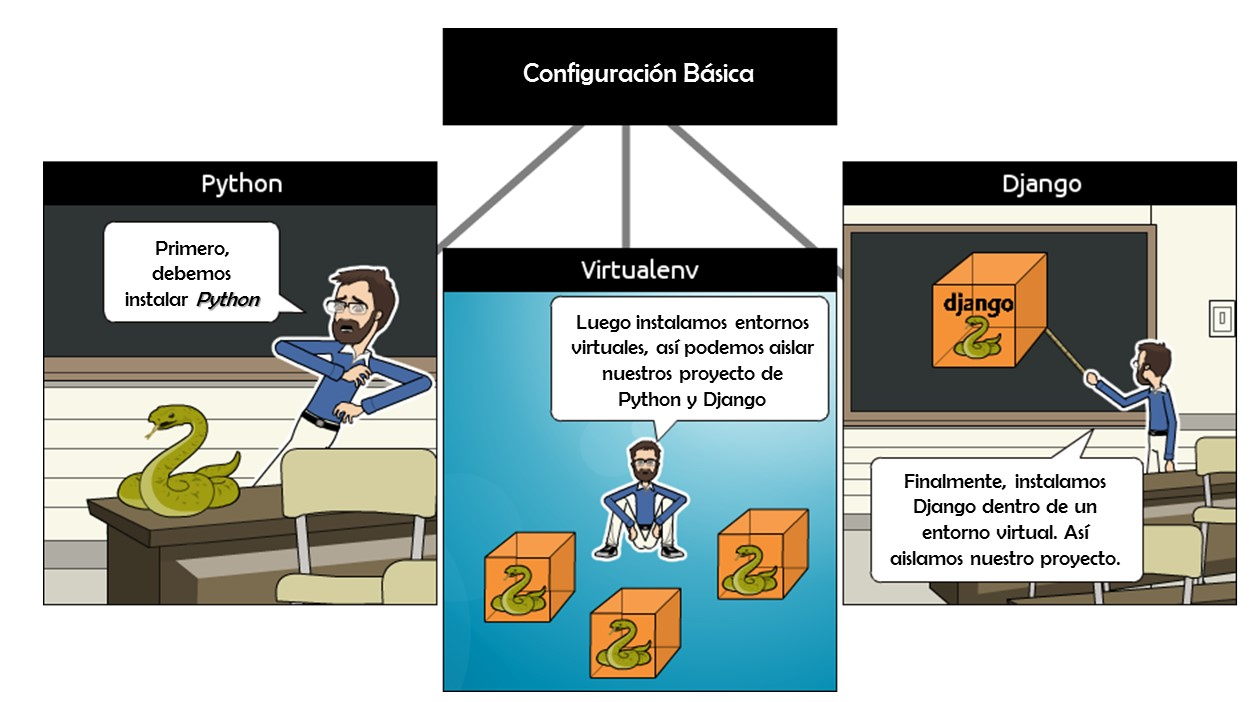 Configuración Básica
Python
Primero,
debemos
instalar Python
Virtualenv
Luego instalamos entornos
virtuales, así podemos aislar
nuestros proyecto de
Python y Django
Django
django
Finalmente, instalamos
Django dentro de un
entorno virtual. Así
aislamos nuestro proyecto.